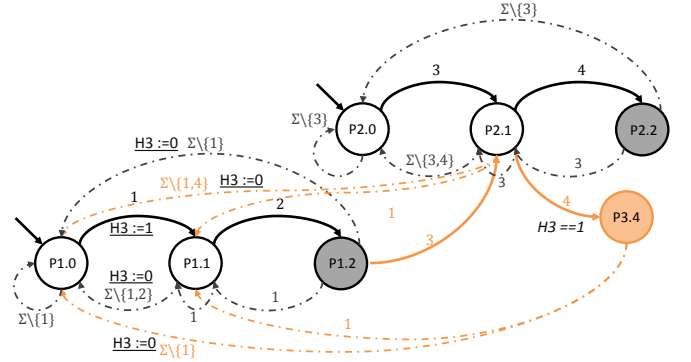 Σ\{3}
3
4
P2.0
P2.1
P2.2
Σ\{3}
Σ\{3,4}
3
3
H3 :=0 Σ\{1}
Σ\{1,4} H3 :=0
1
4
H3 ==1
P3.4
3
1
H3 :=1
2
P1.0
P1.1
P1.2
H3 :=0
Σ\{1,2}
Σ\{1}
1
1
1
H3 :=0 Σ\{1}